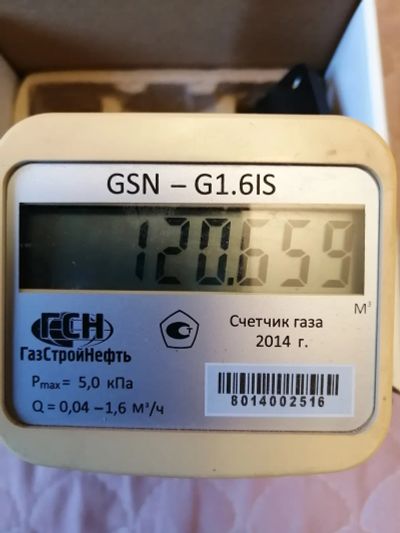 GSN – G1.6IS
120.659
М³
ГСН
ГазСтройНефть
Счетчик газа
2014 г.
Pmax = 5,0 кПа
Q = 0,04 – 1,6 м³/ч
8014002516